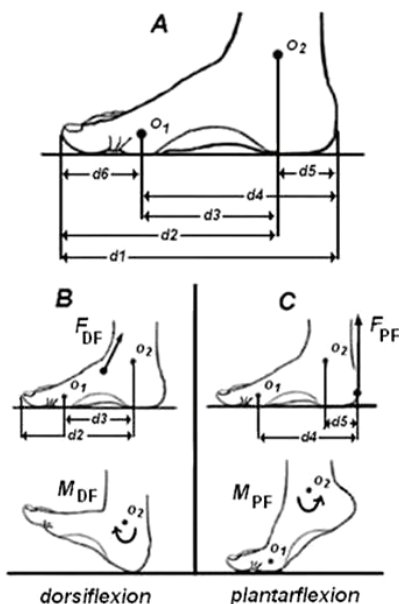 A
O2
O1
d6
d5
d4
d3
d2
d1
B
C
FDF
O2
O1
d3
d2
FPF
O2
O1
d5
d4
MDF
O2
MPF
O2
O1
dorsiflexion
plantarflexion